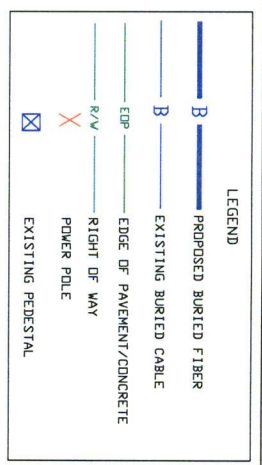 LEGEND
B PROPOSED BURIED FIBER
B EXISTING BURIED CABLE
EOP EDGE OF PAVEMENT/CONCRETE
R/W RIGHT OF WAY
POWER POLE
EXISTING PEDESTAL